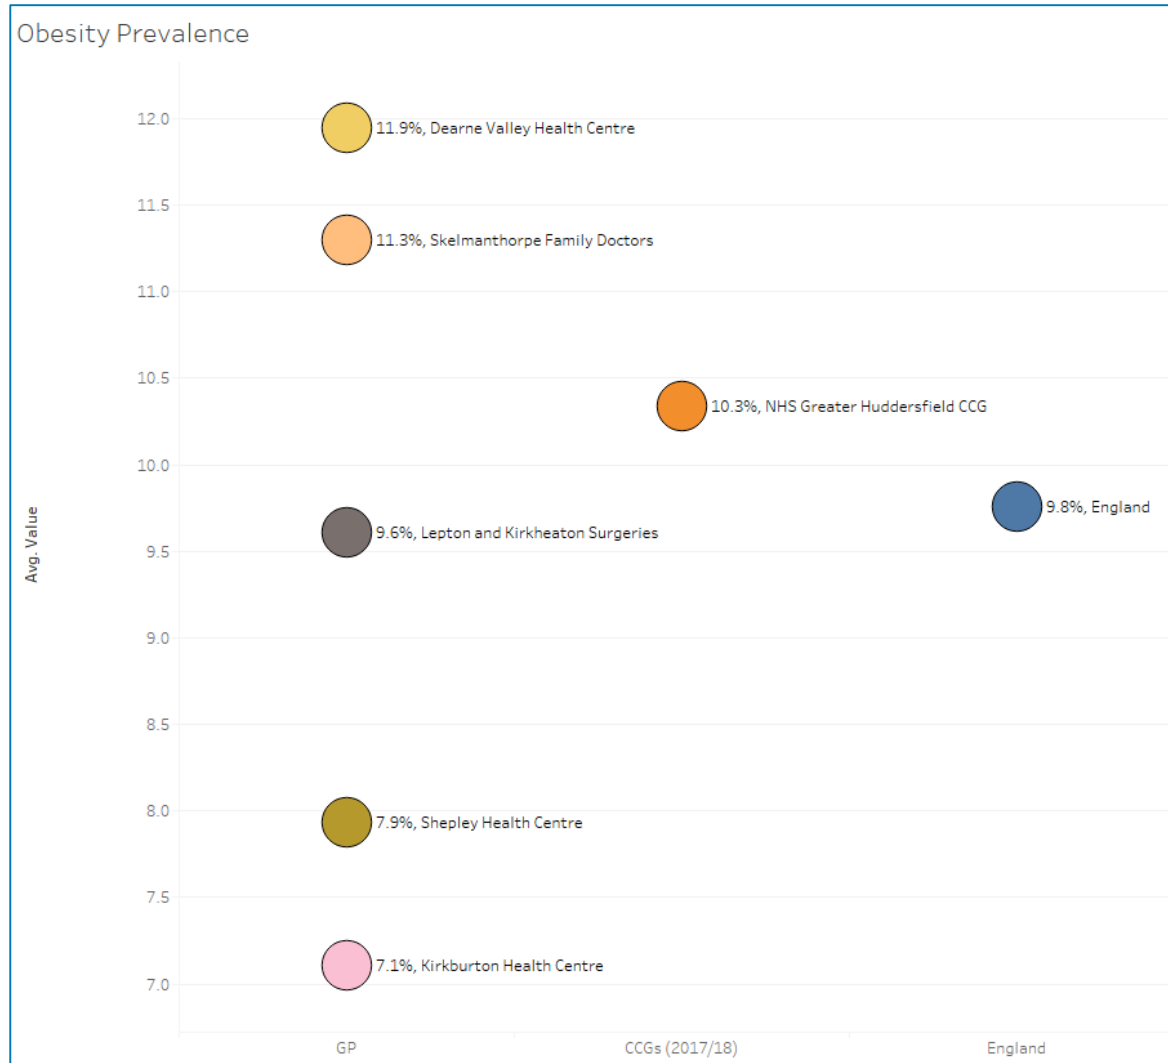 Obesity Prevalence
12.0
11.9%, Dearne Valley Health Centre
11.5
11.3%, Skelmanthorpe Family Doctors
11.0
10.5
10.3%, NHS Greater Huddersfield CCG
10.0
9.8%, England
9.6%, Lepton and Kirkheaton Surgeries
9.5
Avg. Value
9.0
8.5
8.0
7.9%, Shepley Health Centre
7.5
7.1%, Kirkburton Health Centre
7.0
GP
CCGs (2017/18)
England